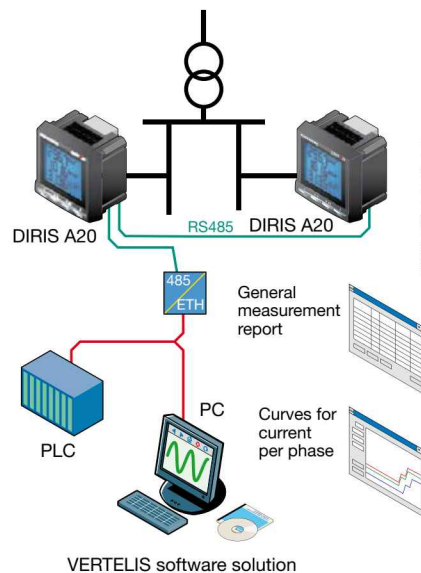 DIRIS A20
RS485
DIRIS A20
485
ETH
General
measurement
report
PLC
PC
Curves for
current
per phase
VERTELIS software solution